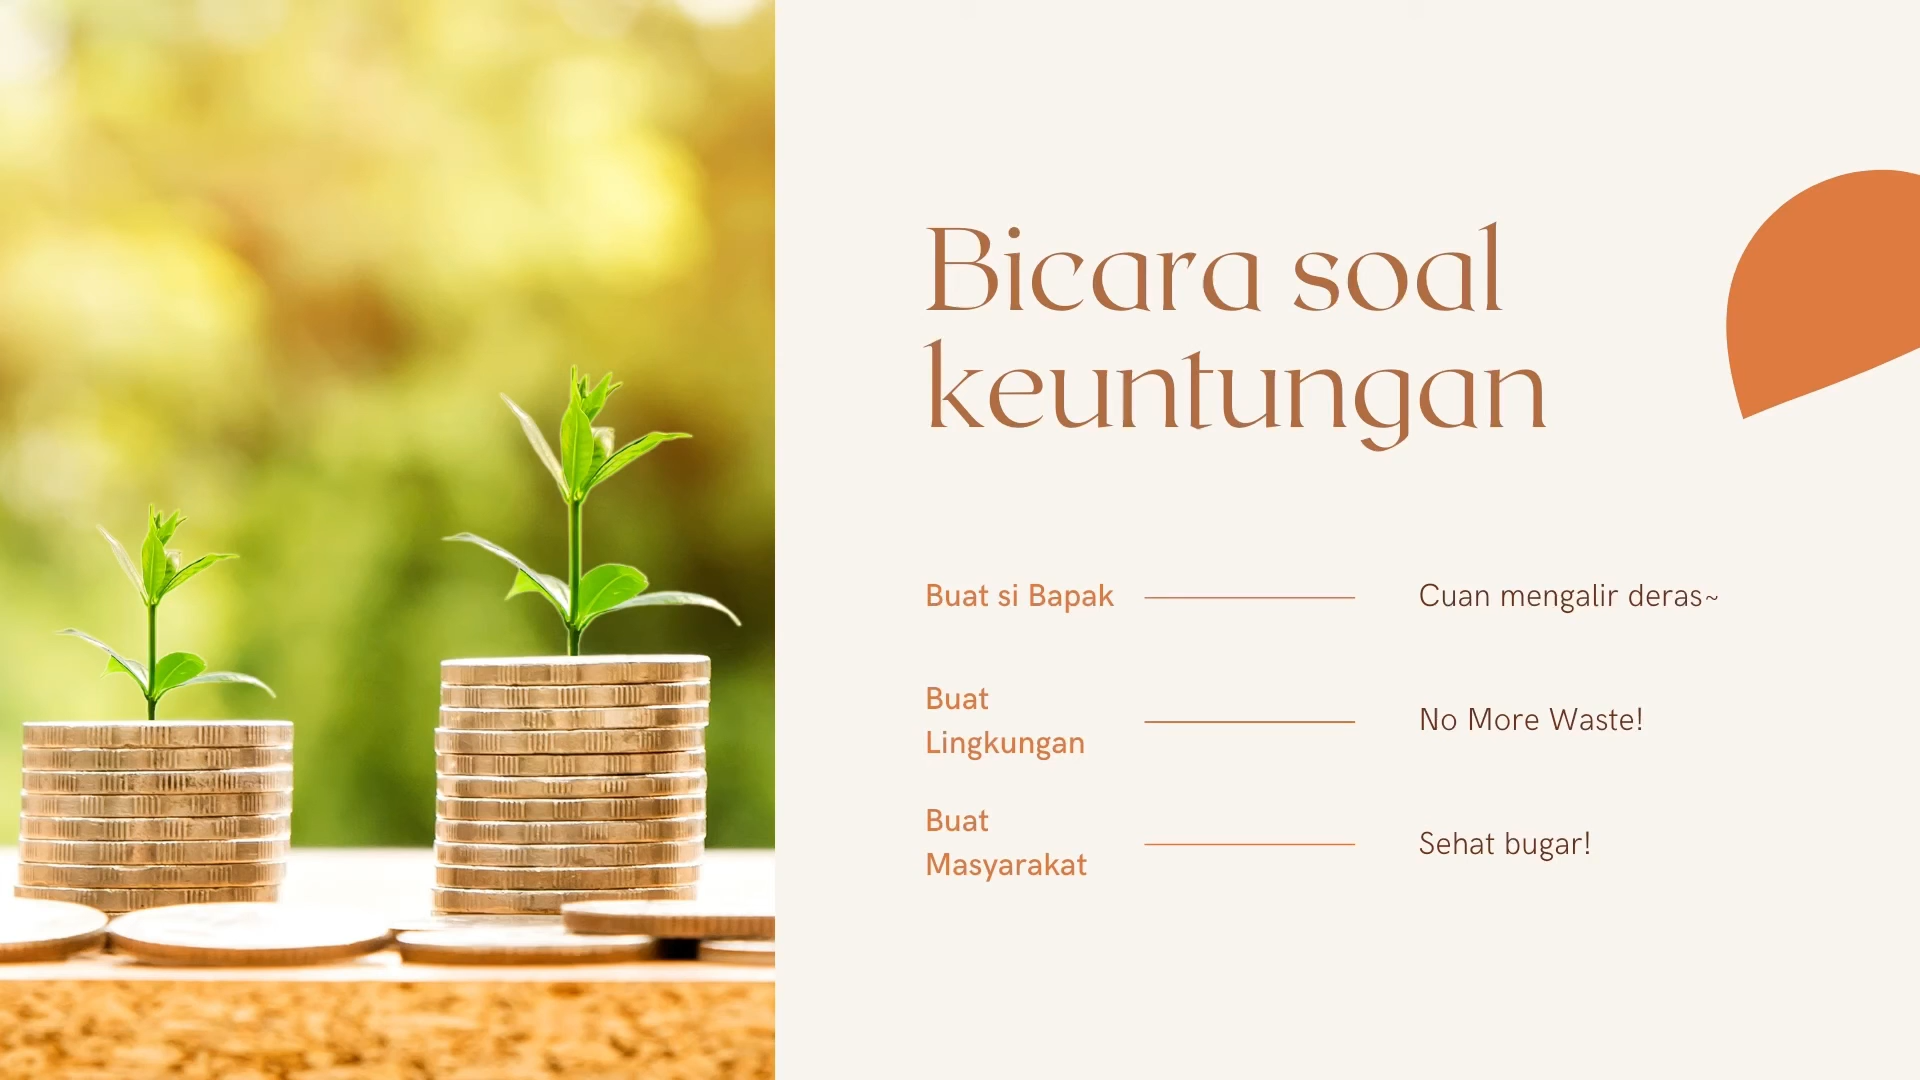 Bicara soal
keuntungan
Buat si Bapak
Cuan mengalir deras~
Buat
Lingkungan
No More Waste!
Buat
Masyarakat
Sehat bugar!